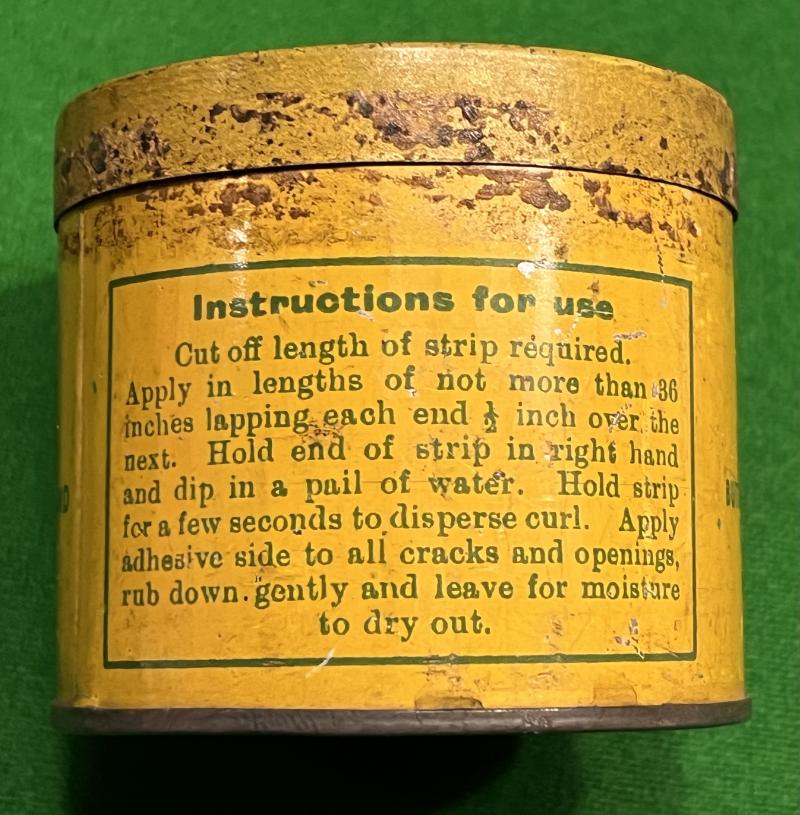 Instructions for use
Cut off length of strip required.
Apply in lengths of not more than 36
inches lapping each end ½ inch over the
next. Hold end of strip in right hand
and dip in a pail of water. Hold strip
for a few seconds to disperse curl. Apply
adhesive side to all cracks and openings,
rub down gently and leave for moisture
to dry out.